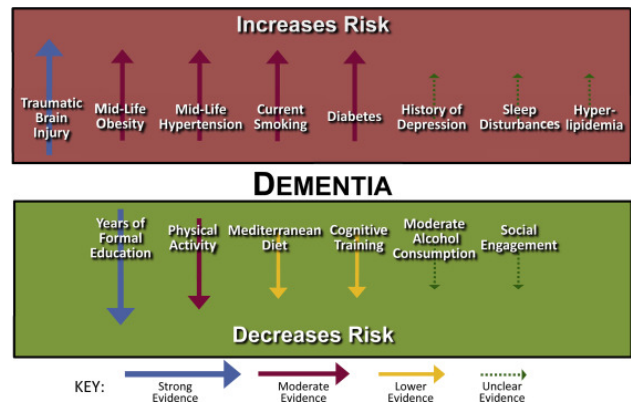 Increases Risk
Traumatic
Brain
Injury
Mid-Life
Obesity
Mid-Life
Hypertension
Current
Smoking
Diabetes
History of
Depression
Sleep
Disturbances
Hyper-
lipidemia
DEMENTIA
Years of
Formal
Education
Physical
Activity
Mediterranean
Diet
Cognitive
Training
Moderate
Alcohol
Consumption
Social
Engagement
Decreases Risk
KEY:
Strong
Evidence
Moderate
Evidence
Lower
Evidence
Unclear
Evidence